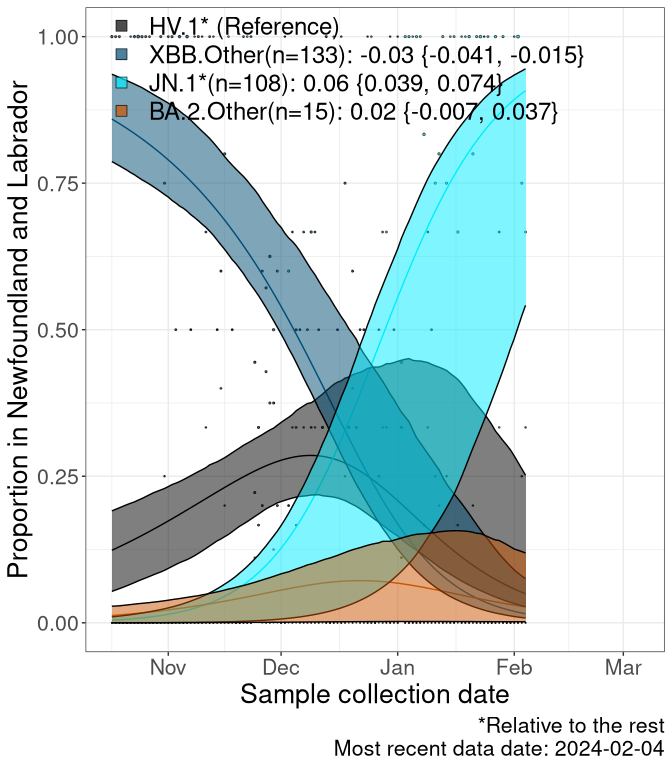 HV.1* (Reference)
XBB.Other(n=133): -0.03 {-0.041, -0.015}
JN.1*(n=108): 0.06 {0.039, 0.074}
BA.2.Other(n=15): 0.02 {-0.007, 0.037}
Proportion in Newfoundland and Labrador
1.00
0.75
0.50
0.25
0.00
Nov Dec Jan Feb Mar
Sample collection date
*Relative to the rest
Most recent data date: 2024-02-04